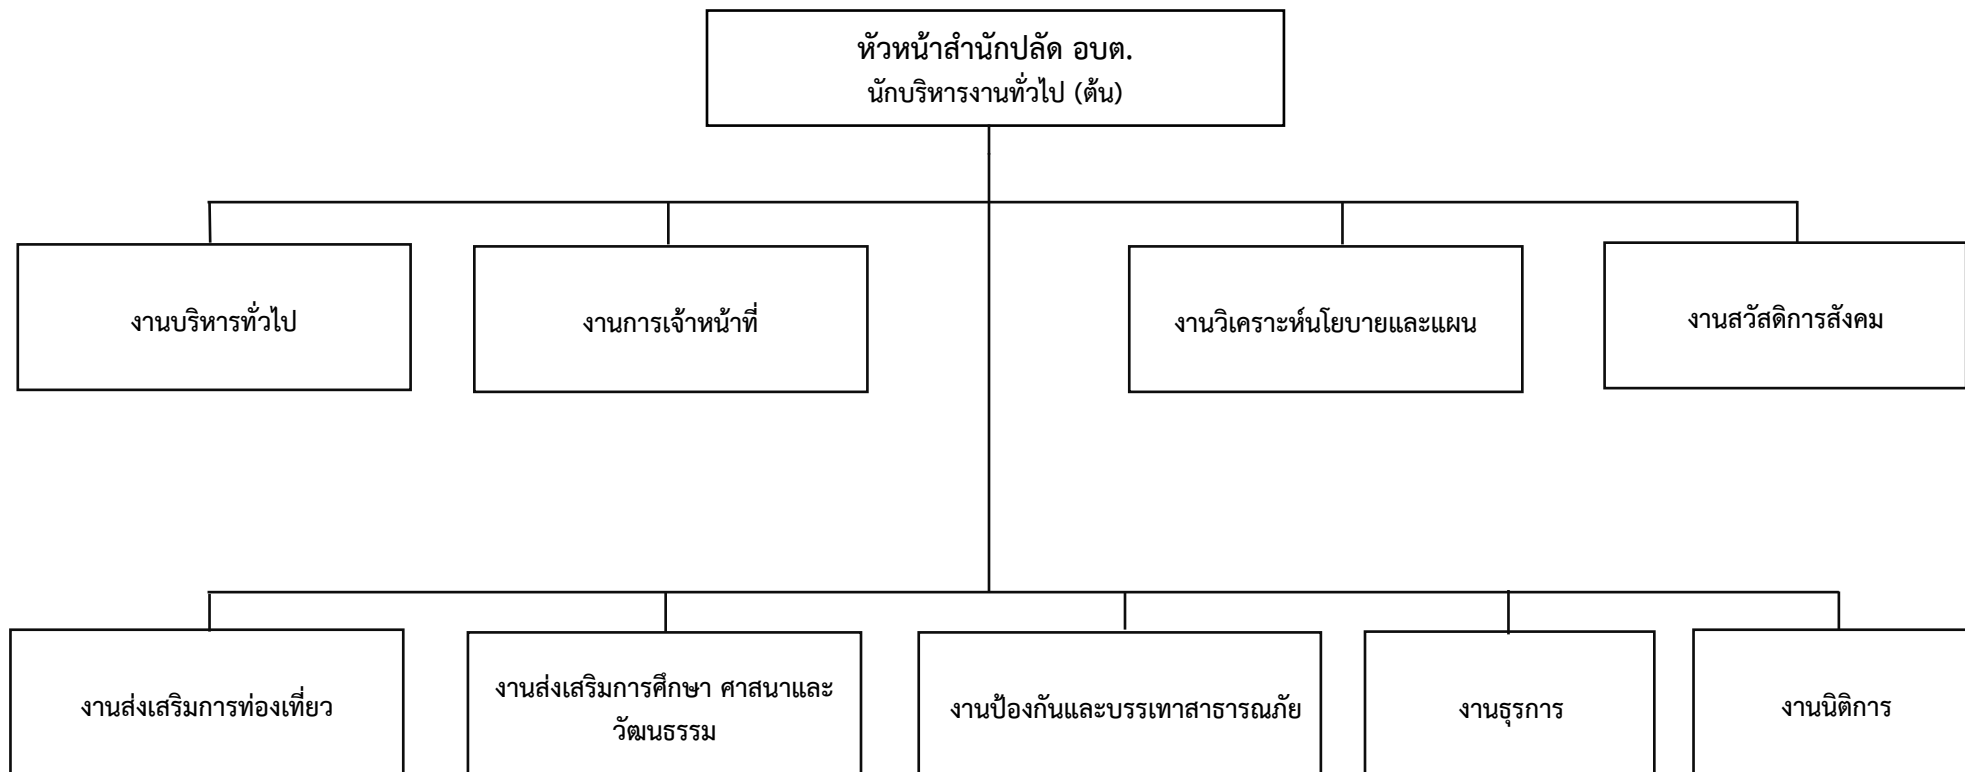 หัวหน้าสำนักปลัด อบต.
นักบริหารงานทั่วไป (ต้น)
งานบริหารทั่วไป
งานการเจ้าหน้าที่
งานวิเคราะห์นโยบายและแผน
งานสวัสดิการสังคม
งานส่งเสริมการท่องเที่ยว
งานส่งเสริมการศึกษา ศาสนาและ
วัฒนธรรม
งานป้องกันและบรรเทาสาธารณภัย
งานธุรการ
งานนิติการ